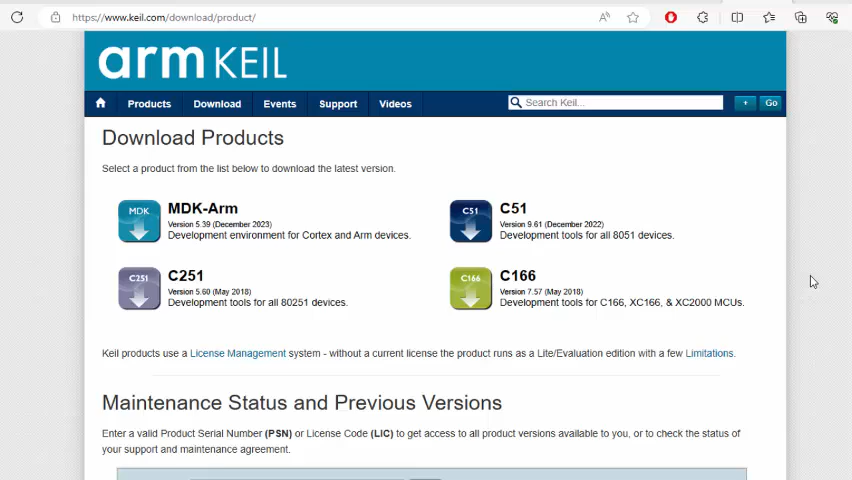 https://www.keil.com/download/product/
arm KEIL
Products Download Events Support Videos Search Keil... + Go
Download Products
Select a product from the list below to download the latest version.
MDK
MDK-Arm
Version 5.39 (December 2023)
Development environment for Cortex and Arm devices.
C51
C51
Version 9.61 (December 2022)
Development tools for all 8051 devices.
C251
C251
Version 5.60 (May 2018)
Development tools for all 80251 devices.
C166
C166
Version 7.57 (May 2018)
Development tools for C166, XC166, & XC2000 MCUs.
Keil products use a License Management system - without a current license the product runs as a Lite/Evaluation edition with a few Limitations.
Maintenance Status and Previous Versions
Enter a valid Product Serial Number (PSN) or License Code (LIC) to get access to all product versions available to you, or to check the status of
your support and maintenance agreement.